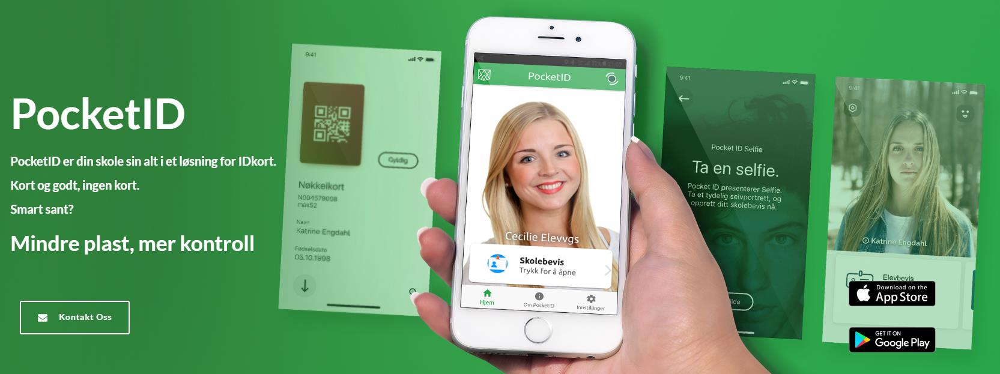 PocketID
PocketID er din skole sin alt i et løsning for IDkort.
Kort og godt, ingen kort.
Smart sant?
Mindre plast, mer kontroll
Kontakt Oss
9:41
Gyldig
Nøkkelkort
N004579008
mas52
Navn
Katrine Engdahl
Fødselsdato
05.10.1998
32% 21:02
PocketID
Cecilie Elevvgs
Skolebevis
Trykk for å åpne
Hjem
Om PocketID
Innstillinger
9:41
Pocket ID Selfie
Ta en selfie.
Pocket ID presenterer Selfie.
Ta et tydelig selvportrett, og
opprett ditt skolebevis nå.
9:41
Katrine Engdahl
Elevbevis
Download on the
App Store
GET IT ON
Google Play